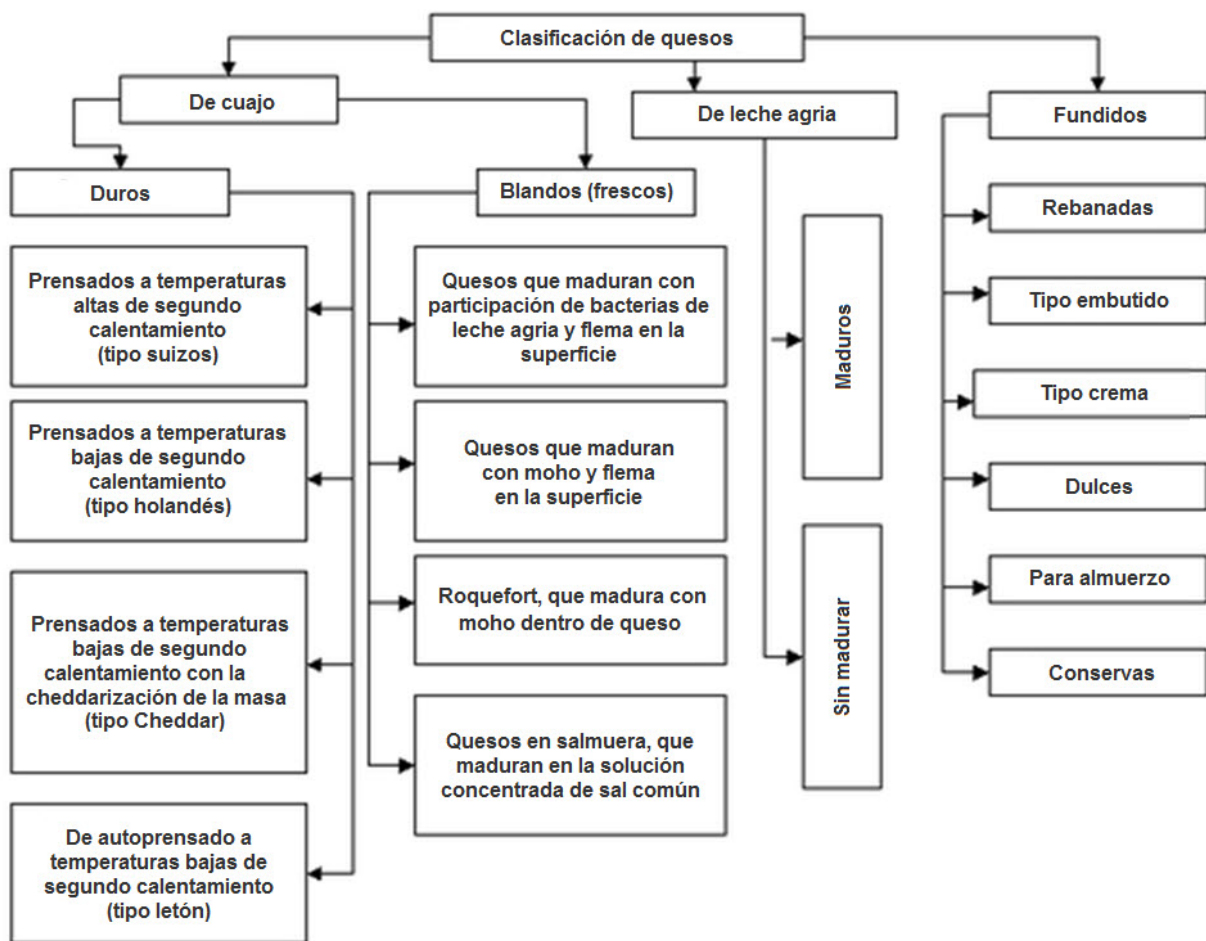 Clasificación de quesos
De cuajo
De leche agria
Fundidos
Duros
Blandos (frescos)
Prensados a temperaturas
altas de segundo
calentamiento
(tipo suizos)
Prensados a temperaturas
bajas de segundo
calentamiento
(tipo holandés)
Prensados a temperaturas
bajas de segundo
calentamiento con la
cheddarización de la masa
(tipo Cheddar)
De autoprensado a
temperaturas bajas de
segundo calentamiento
(tipo letón)
Quesos que maduran con
participación de bacterias de
leche agria y flema en la
superficie
Quesos que maduran
con moho y flema
en la superficie
Roquefort, que madura con
moho dentro de queso
Quesos en salmuera, que
maduran en la solución
concentrada de sal común
Maduros
Sin madurar
Rebanadas
Tipo embutido
Tipo crema
Dulces
Para almuerzo
Conservas